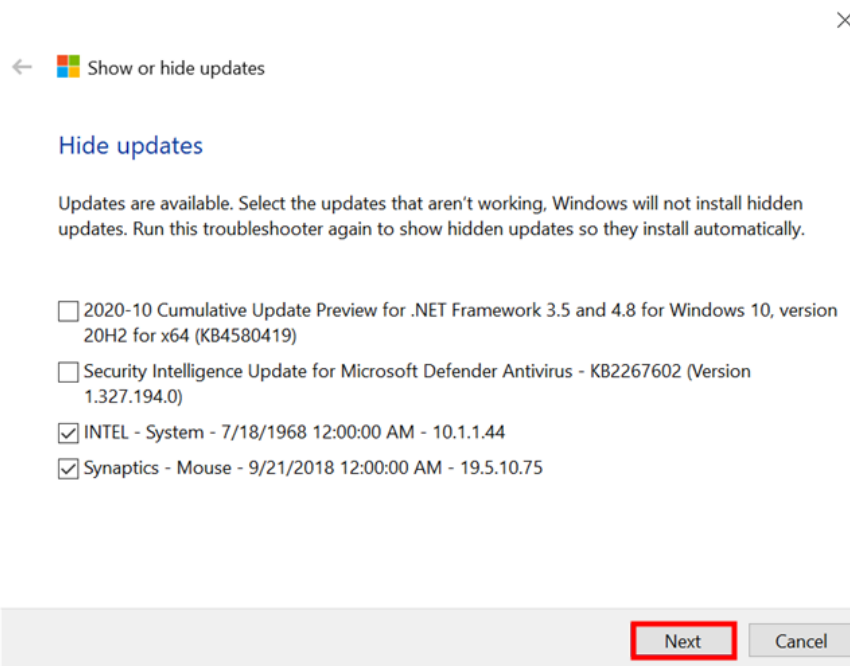 Show or hide updates
Hide updates
Updates are available. Select the updates that aren't working, Windows will not install hidden
updates. Run this troubleshooter again to show hidden updates so they install automatically.
2020-10 Cumulative Update Preview for .NET Framework 3.5 and 4.8 for Windows 10, version
20H2 for x64 (KB4580419)
Security Intelligence Update for Microsoft Defender Antivirus - KB2267602 (Version
1.327.194.0)
INTEL - System - 7/18/1968 12:00:00 AM - 10.1.1.44
Synaptics - Mouse - 9/21/2018 12:00:00 AM - 19.5.10.75
Next Cancel